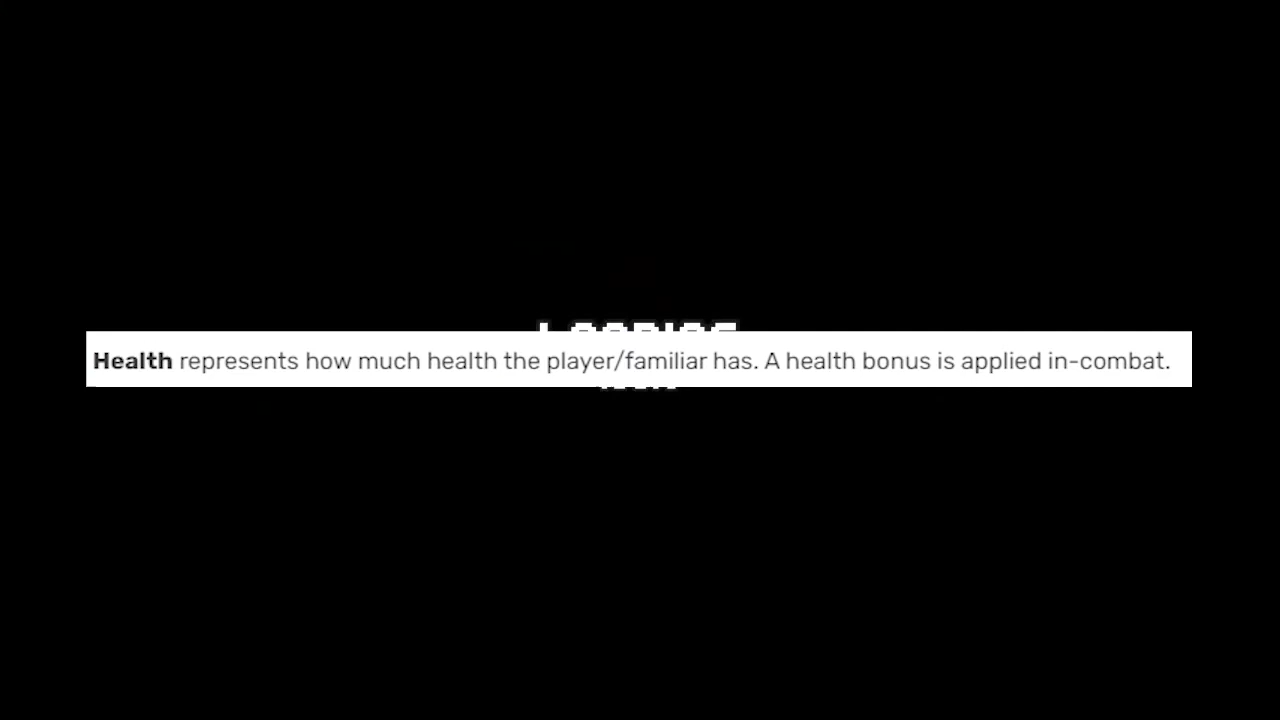 Health represents how much health the player/familiar has. A health bonus is applied in-combat.